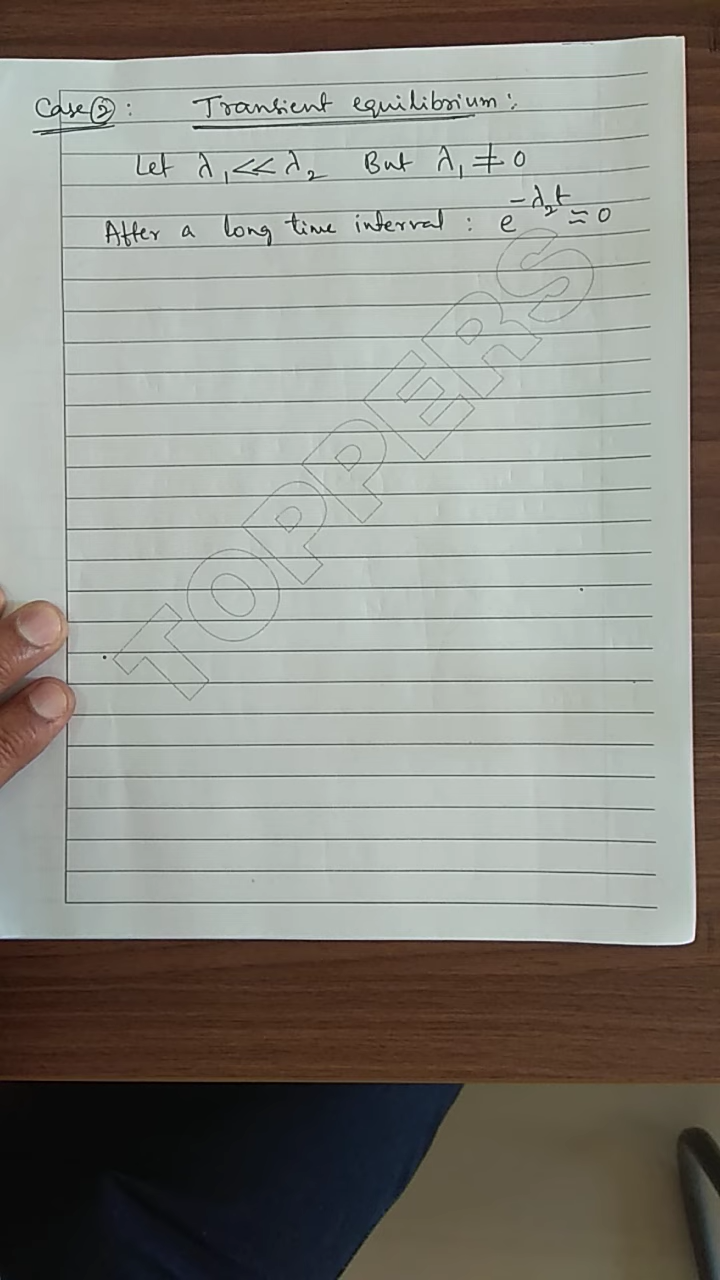 Case ②: Transient equilibrium:
Let λ₁ << λ₂ But λ₁ ≠ 0
After a long time interval : e^{-λ₂t} ≈ 0
TOPPERS